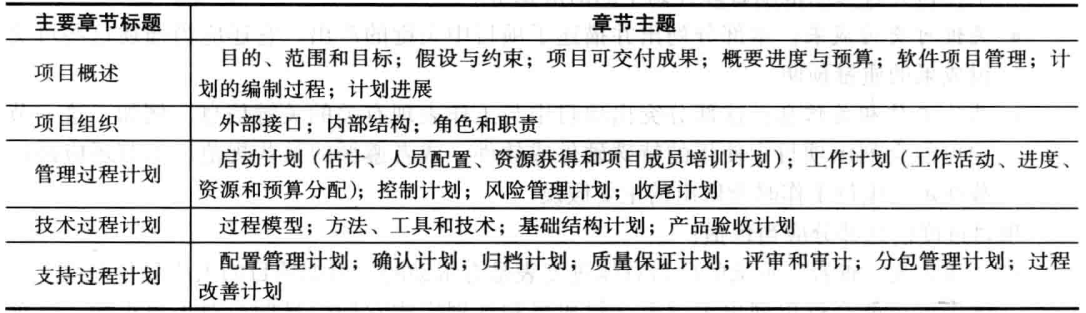 主要章节标题 章节主题
项目概述 目的、范围和目标；假设与约束；项目可交付成果；概要进度与预算；软件项目管理；计
划的编制过程；计划进展
项目组织 外部接口；内部结构；角色和职责
管理过程计划 启动计划（估计、人员配置、资源获得和项目成员培训计划）；工作计划（工作活动、进度、
资源和预算分配）；控制计划；风险管理计划；收尾计划
技术过程计划 过程模型；方法、工具和技术；基础结构计划；产品验收计划
支持过程计划 配置管理计划；确认计划；归档计划；质量保证计划；评审和审计；分包管理计划；过程
改善计划